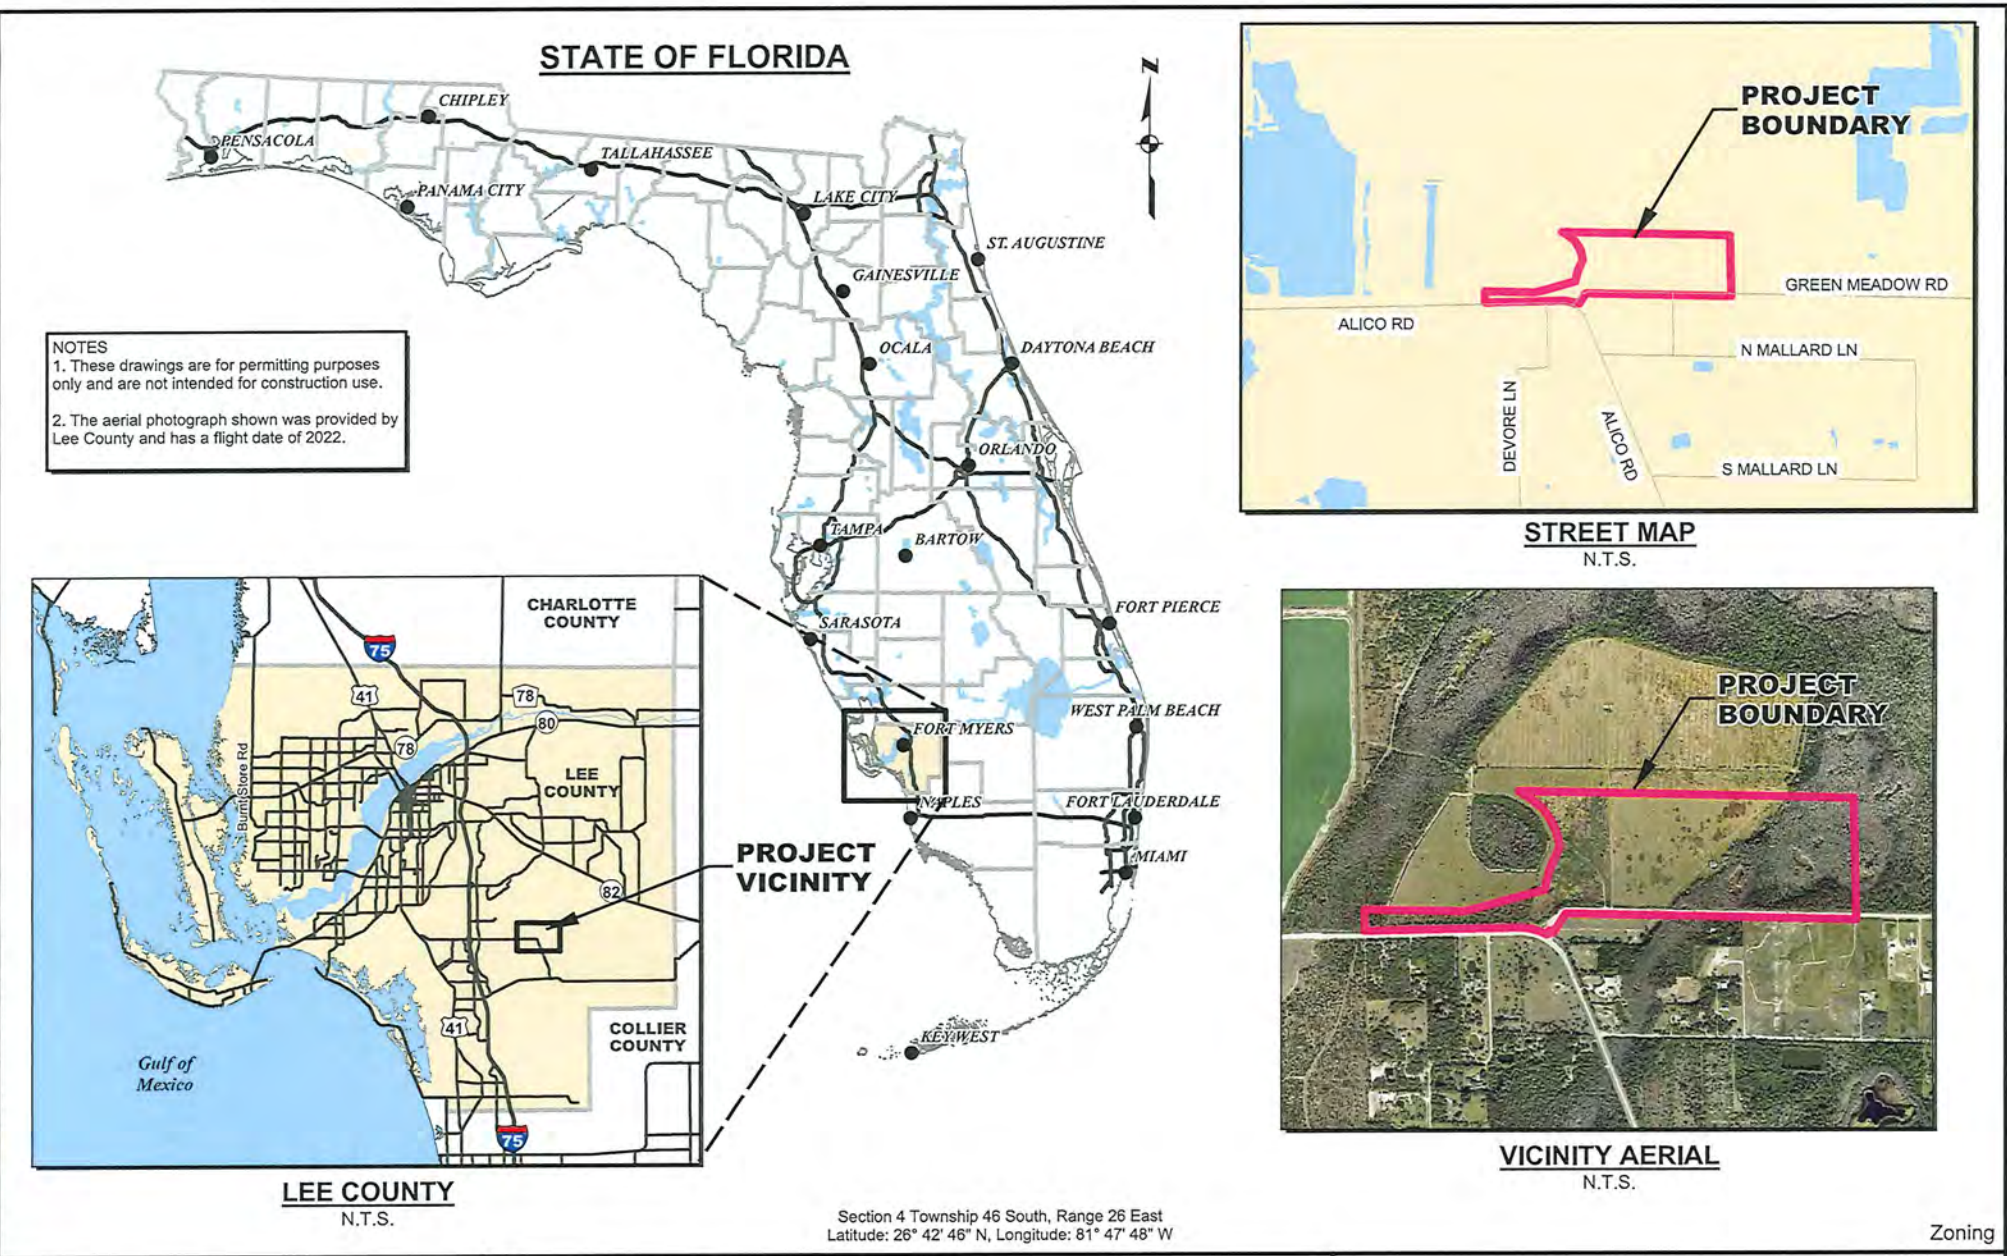 STATE OF FLORIDA
N
CHIPLEY
PENSACOLA
TALLAHASSEE
PANAMA CITY
LAKE CITY
ST. AUGUSTINE
GAINESVILLE
OCALA
DAYTONA BEACH
ORLANDO
TAMPA
BARTOW
FORT PIERCE
SARASOTA
WEST PALM BEACH
FORT MYERS
NAPLES
FORT LAUDERDALE
MIAMI
KEY WEST
NOTES
1. These drawings are for permitting purposes
only and are not intended for construction use.
2. The aerial photograph shown was provided by
Lee County and has a flight date of 2022.
CHARLOTTE
COUNTY
75
41
78
80
78
Burnt Store Rd
LEE
COUNTY
82
PROJECT
VICINITY
41
COLLIER
COUNTY
Gulf of
Mexico
75
LEE COUNTY
N.T.S.
PROJECT
BOUNDARY
GREEN MEADOW RD
ALICO RD
N MALLARD LN
DEVORE LN
ALICO RD
S MALLARD LN
STREET MAP
N.T.S.
PROJECT
BOUNDARY
VICINITY AERIAL
N.T.S.
Section 4 Township 46 South, Range 26 East
Latitude: 26° 42' 46" N, Longitude: 81° 47' 48" W
Zoning